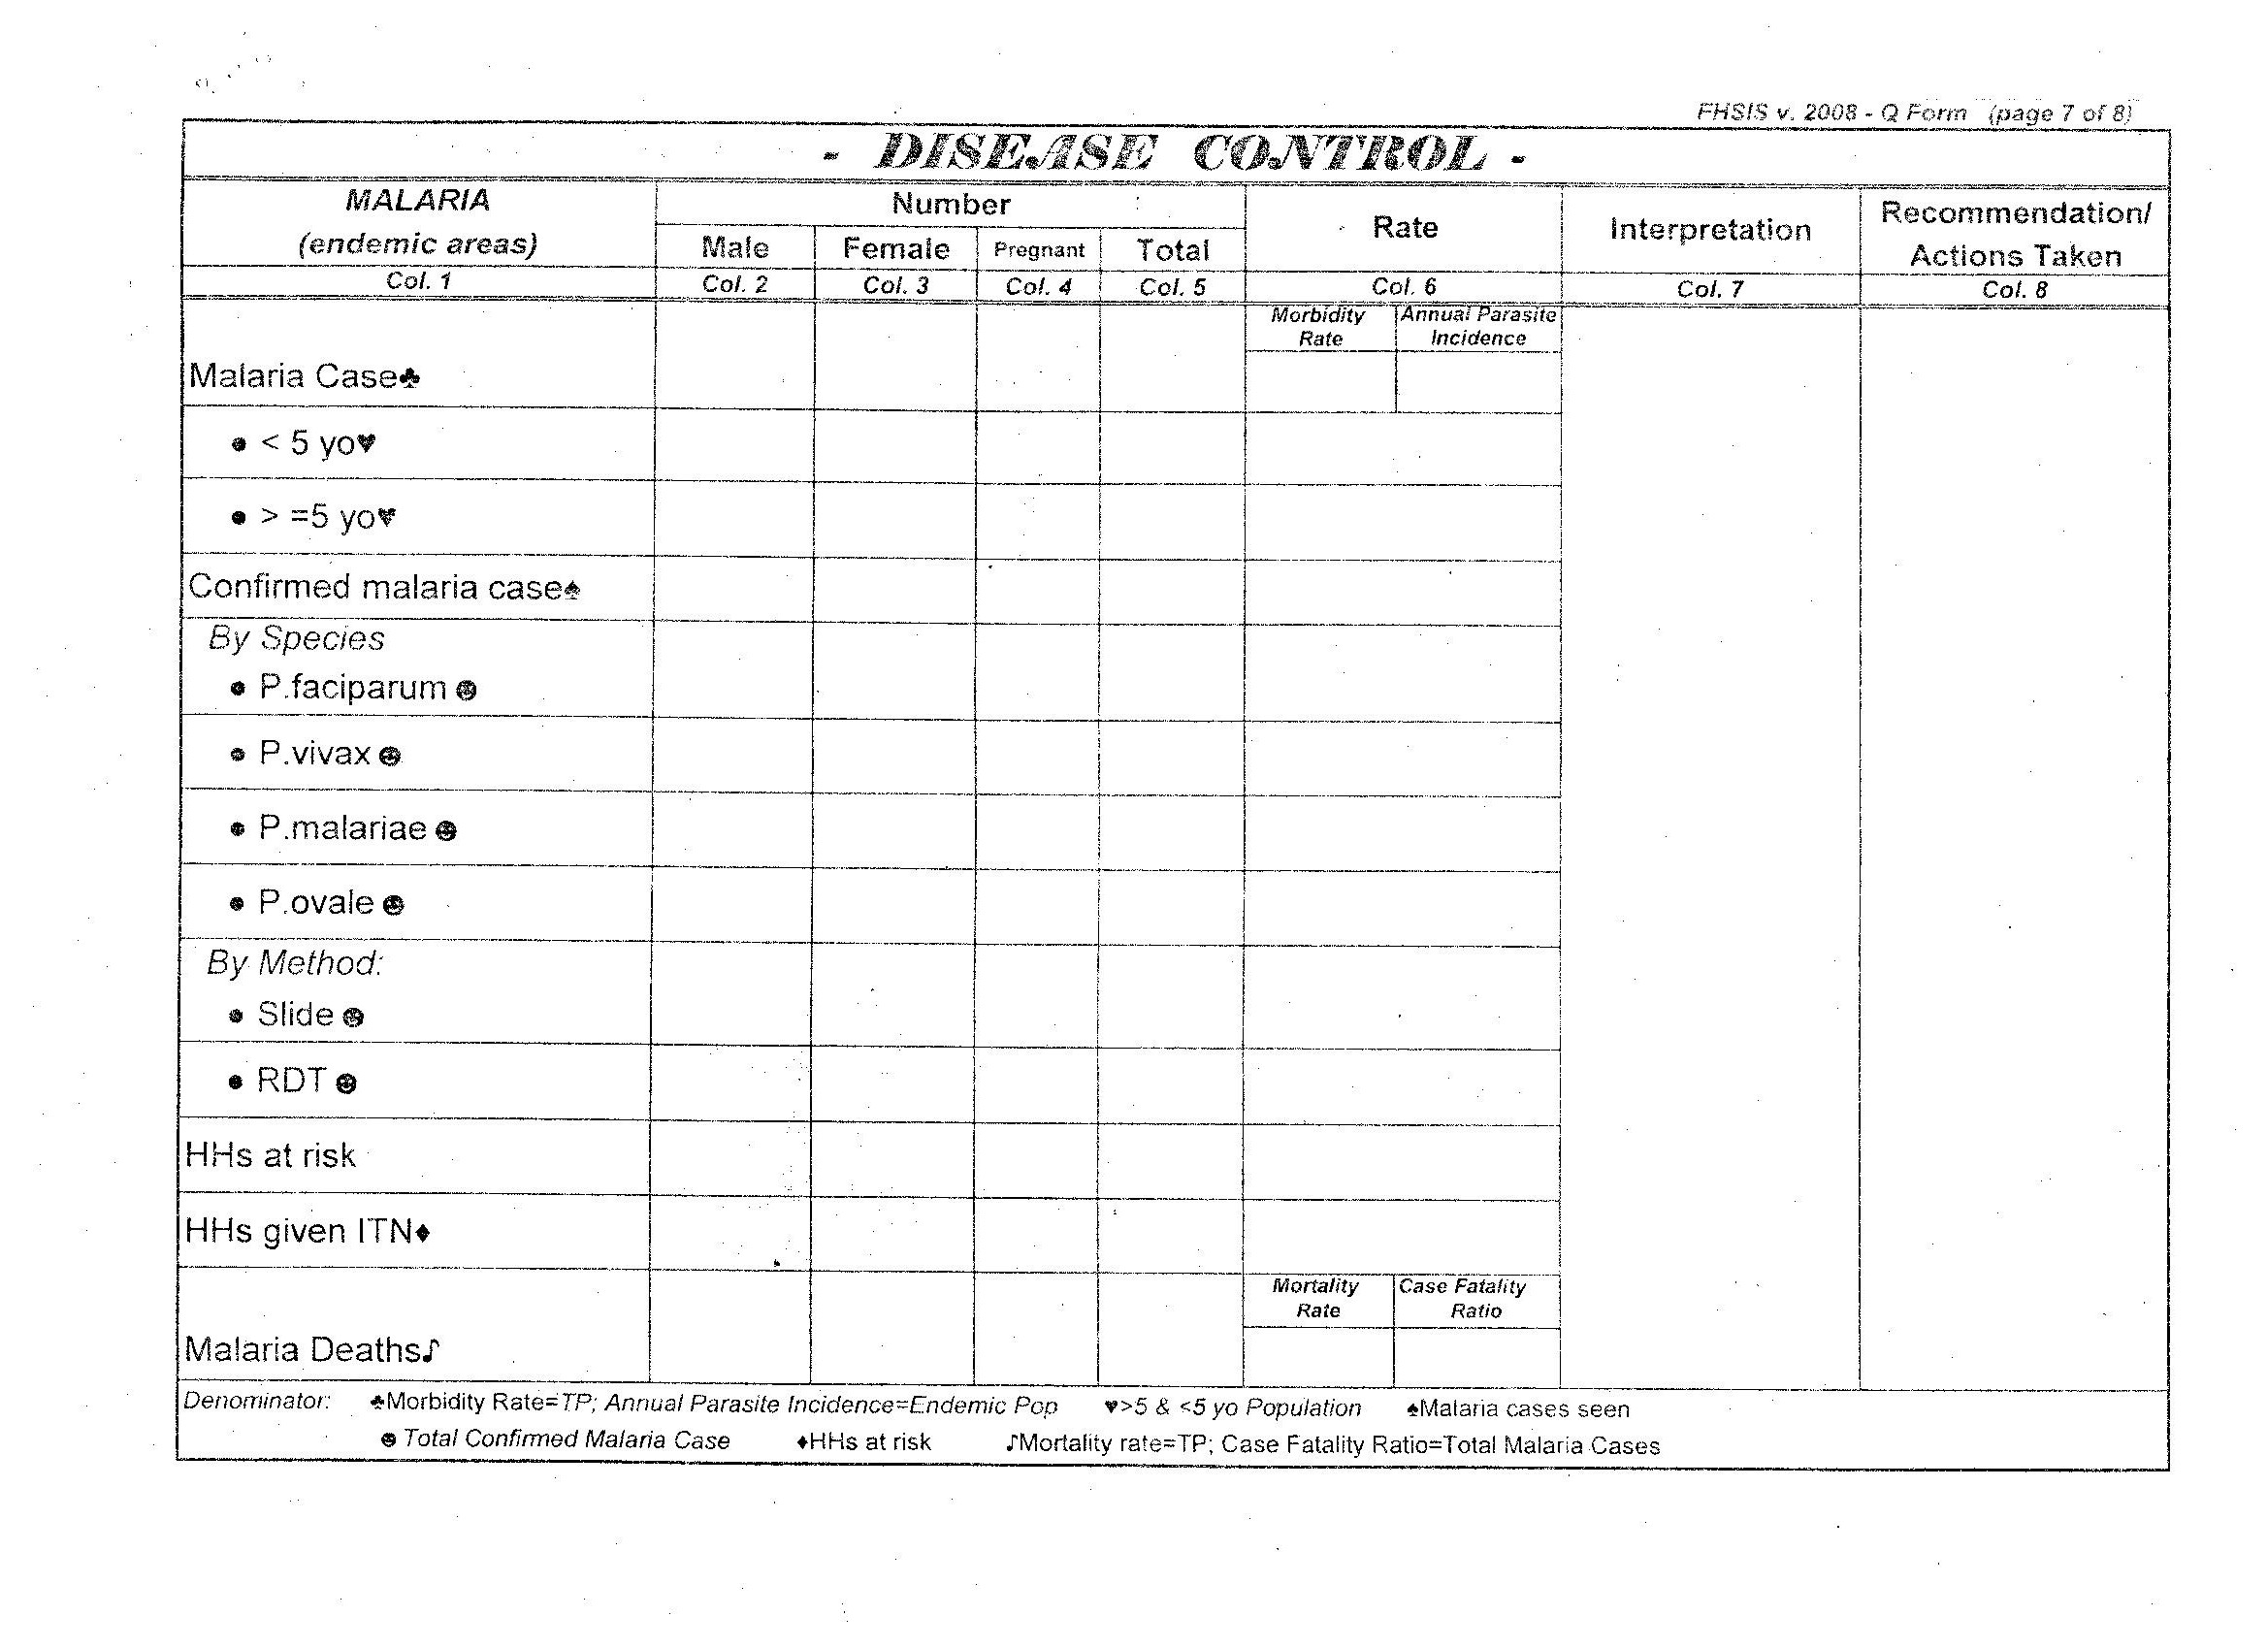 FHSIS v. 2008 - Q Form (page 7 of 8)
- DISEASE CONTROL -
MALARIA
(endemic areas)
Number
Rate
Interpretation
Recommendation/
Actions Taken
Male Female Pregnant Total
Col. 1 Col. 2 Col. 3 Col. 4 Col. 5 Col. 6 Col. 7 Col. 8
Morbidity
Rate
Annual Parasite
Incidence
Malaria Case♣
• < 5 yo♥
• > =5 yo♥
Confirmed malaria case♠
By Species
• P.faciparum☻
• P.vivax☻
• P.malariae☻
• P.ovale☻
By Method:
• Slide☻
• RDT☻
HHs at risk
HHs given ITN♦
Mortality
Rate
Case Fatality
Ratio
Malaria Deaths♪
Denominator: ♣Morbidity Rate=TP; Annual Parasite Incidence=Endemic Pop ♥>5 & <5 yo Population ♠Malaria cases seen
☻Total Confirmed Malaria Case ♦HHs at risk ♪Mortality rate=TP; Case Fatality Ratio=Total Malaria Cases